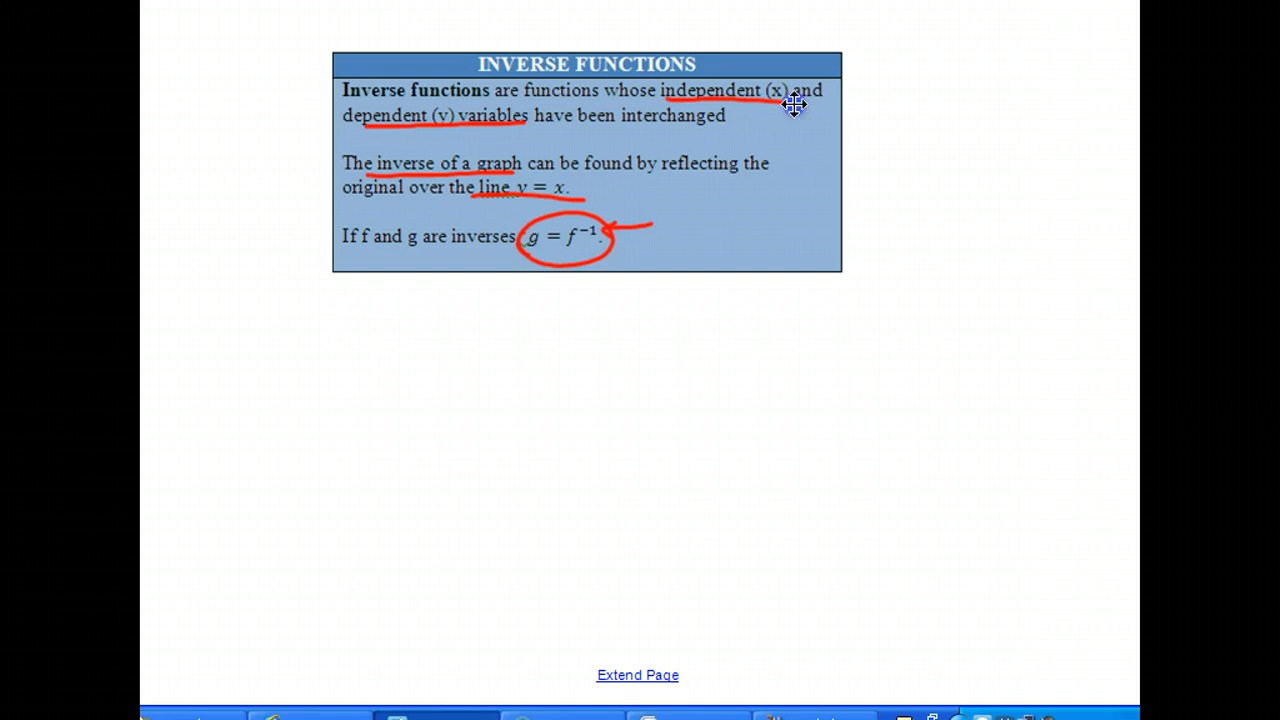 INVERSE FUNCTIONS
Inverse functions are functions whose independent (x) and
dependent (y) variables have been interchanged
The inverse of a graph can be found by reflecting the
original over the line y = x.
If f and g are inverses, g = f⁻¹.
Extend Page